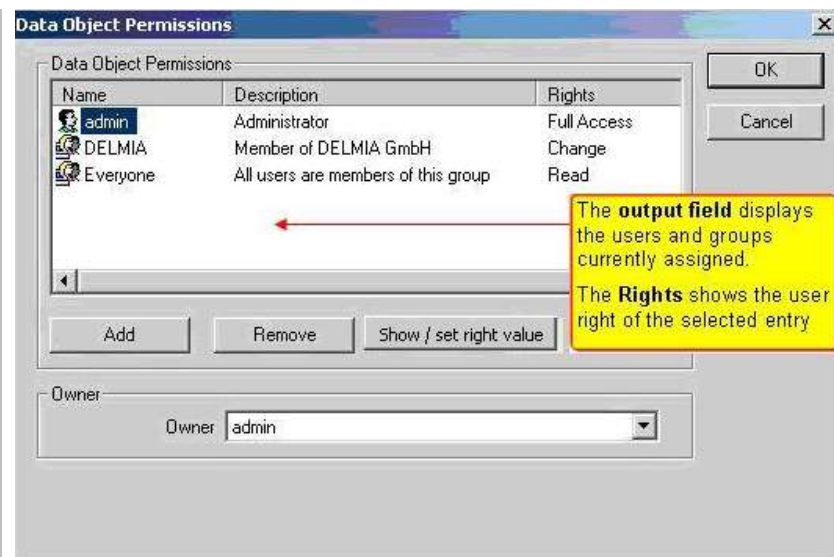 Data Object Permissions
Data Object Permissions
Name Description Rights
admin Administrator Full Access
DELMIA Member of DELMIA GmbH Change
Everyone All users are members of this group Read
OK
Cancel
The output field displays
the users and groups
currently assigned.
The Rights shows the user
right of the selected entry
Add Remove Show / set right value
Owner
Owner admin